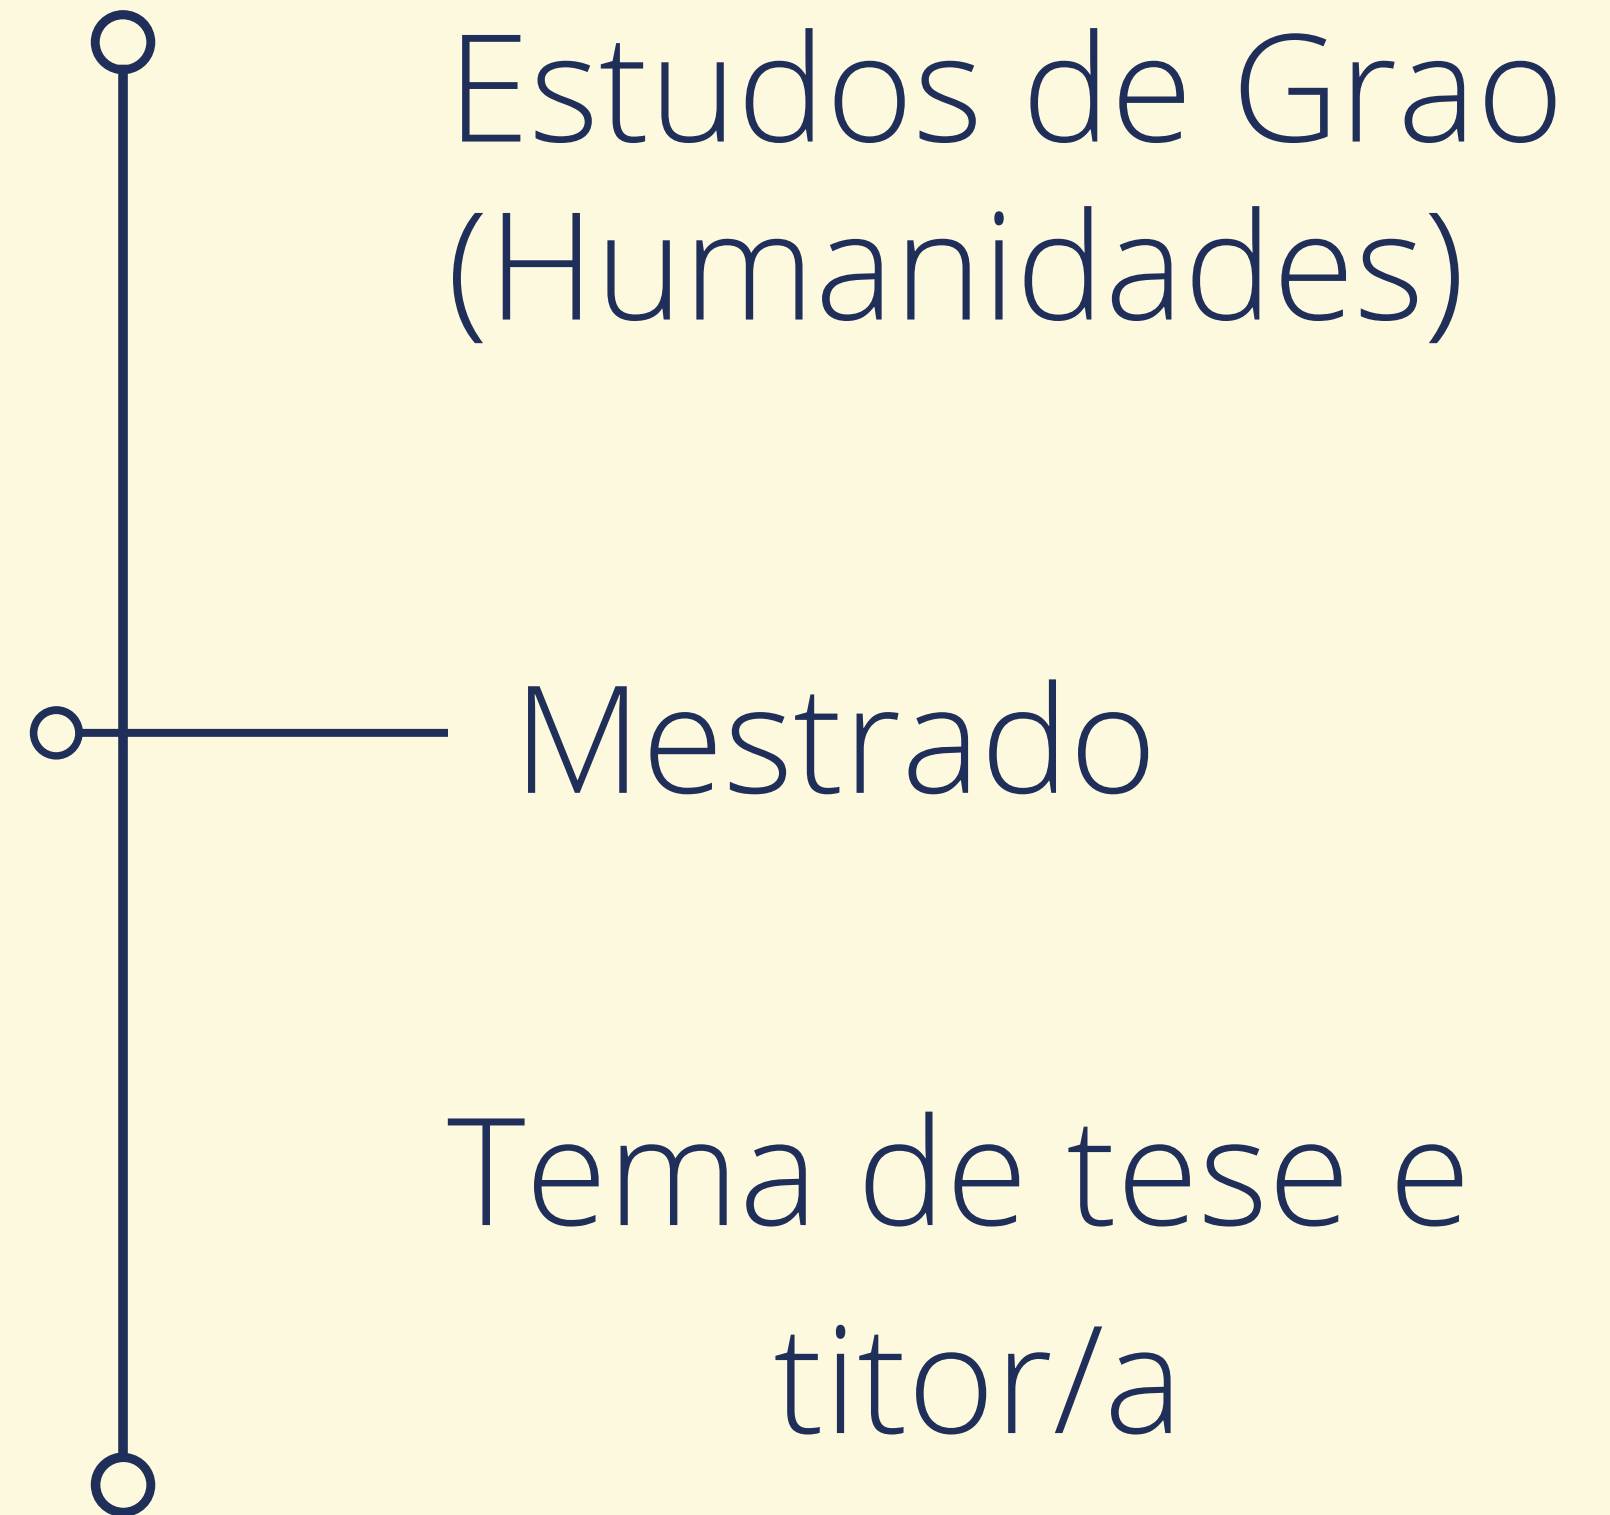 Estudos de Grao
(Humanidades)
Mestrado
Tema de tese e
titor/a